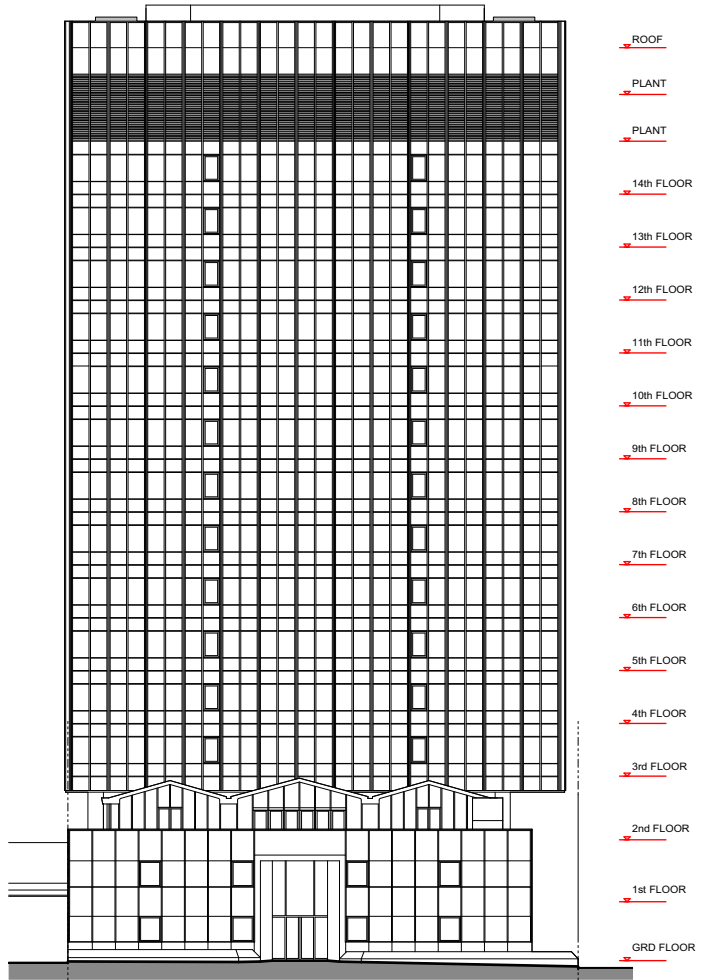 ROOF
PLANT
PLANT
14th FLOOR
13th FLOOR
12th FLOOR
11th FLOOR
10th FLOOR
9th FLOOR
8th FLOOR
7th FLOOR
6th FLOOR
5th FLOOR
4th FLOOR
3rd FLOOR
2nd FLOOR
1st FLOOR
GRD FLOOR